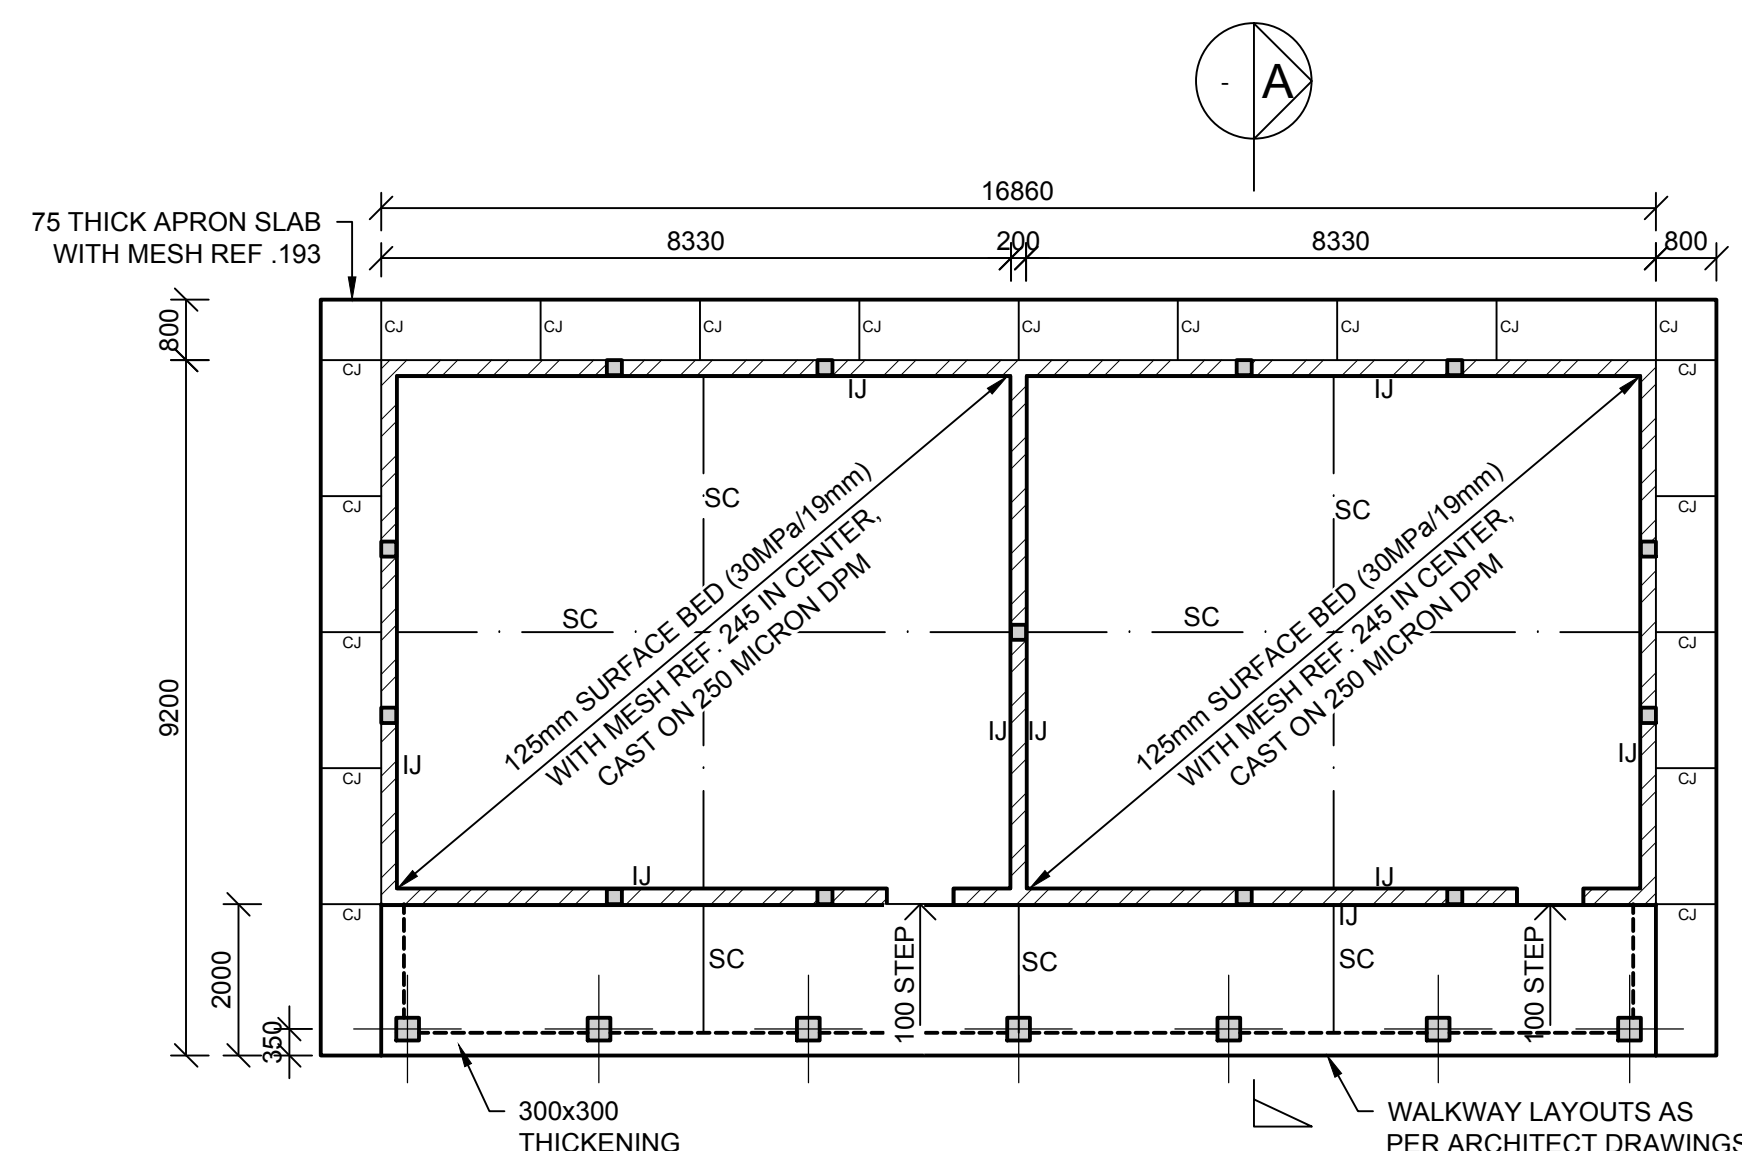 -
A
16860
75 THICK APRON SLAB
WITH MESH REF .193
8330
200
8330
800
800
CJ
CJ
CJ
CJ
CJ
CJ
CJ
CJ
CJ
CJ
CJ
IJ
IJ
SC
SC
CJ
CJ
125mm SURFACE BED (30MPa/19mm)
WITH MESH REF. 245 IN CENTER,
CAST ON 250 MICRON DPM
125mm SURFACE BED (30MPa/19mm)
WITH MESH REF. 245 IN CENTER,
CAST ON 250 MICRON DPM
SC
SC
CJ
CJ
9200
IJ
IJ
IJ
IJ
CJ
CJ
IJ
IJ
CJ
IJ
CJ
2000
SC
100 STEP
SC
SC
100 STEP
350
300x300
THICKENING
WALKWAY LAYOUTS AS
PER ARCHITECT DRAWINGS